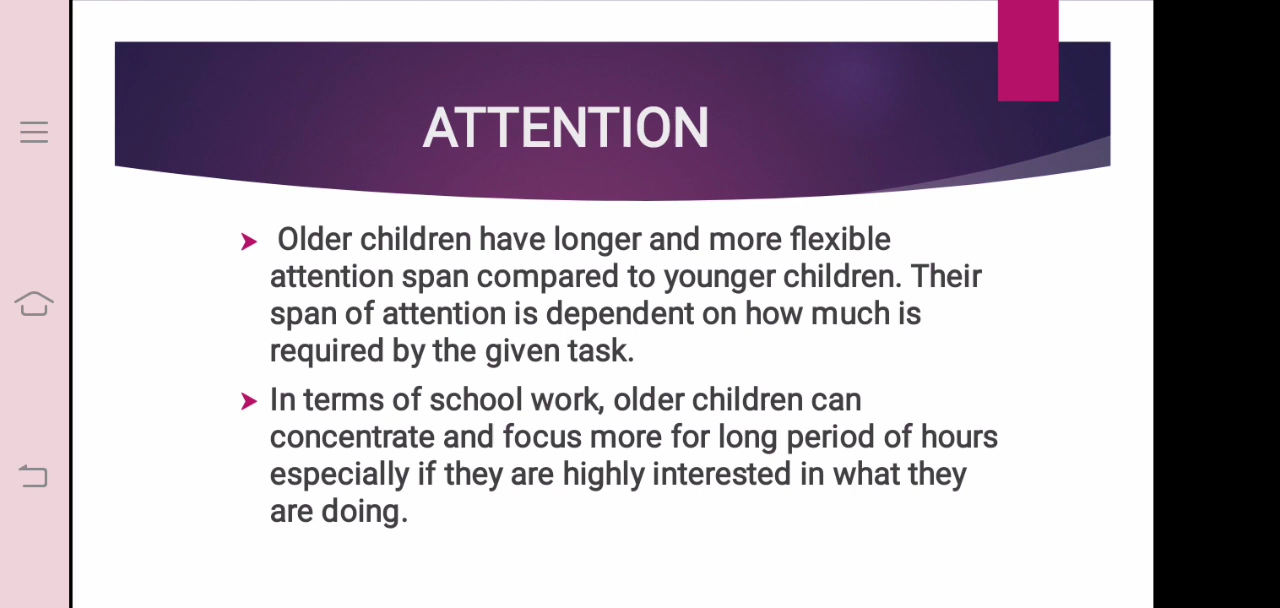 ATTENTION
Older children have longer and more flexible
attention span compared to younger children. Their
span of attention is dependent on how much is
required by the given task.
In terms of school work, older children can
concentrate and focus more for long period of hours
especially if they are highly interested in what they
are doing.